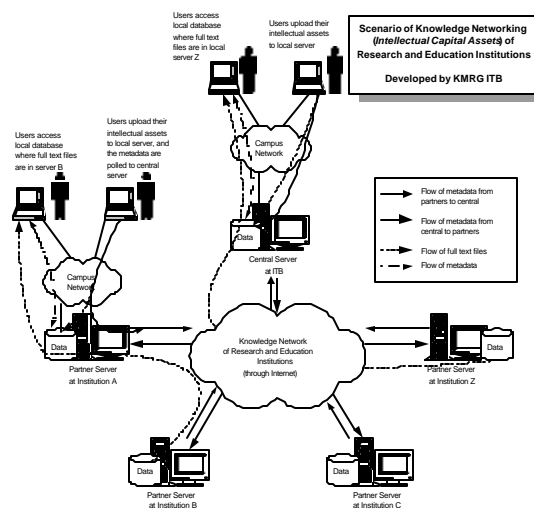 Scenario of Knowledge Networking
(Intellectual Capital Assets) of
Research and Education Institutions
Developed by KMRG ITB
Users access
local database
where full text
files are in local
server Z
Users upload their
intellectual assets
to local server
Users access
local database
where full text files
are in server B
Users upload their
intellectual assets
to local server, and
the metadata are
polled to central
server
Campus
Network
Data
Central Server
at ITB
Flow of metadata from
partners to central
Flow of metadata from
central to partners
Flow of full text files
Flow of metadata
Campus
Network
Data
Partner Server
at Institution A
Knowledge Network
of Research and Education
Institutions
(through Internet)
Data
Partner Server
at Institution Z
Data
Partner Server
at Institution B
Data
Partner Server
at Institution C